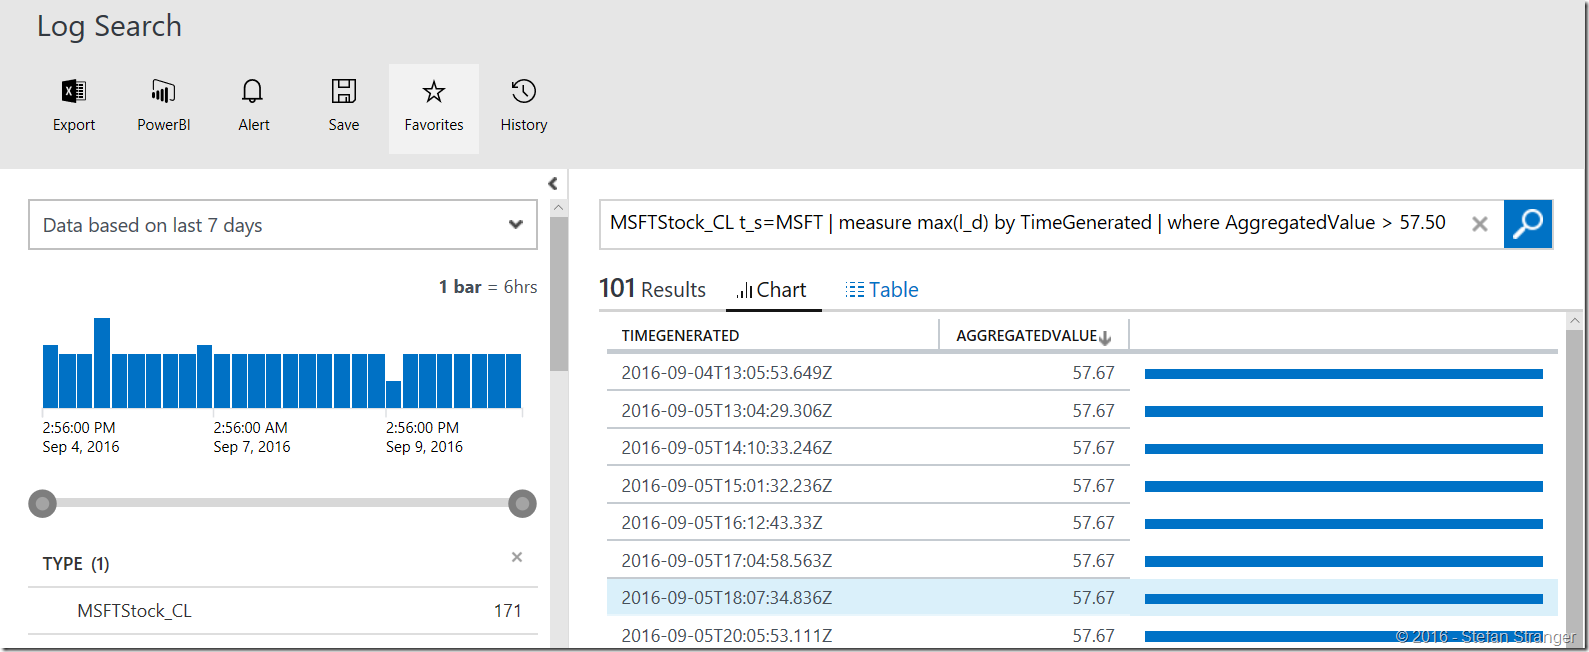 Log Search
Export PowerBI Alert Save Favorites History
Data based on last 7 days
1 bar = 6hrs
2:56:00 PM 2:56:00 AM 2:56:00 PM
Sep 4, 2016 Sep 7, 2016 Sep 9, 2016
TYPE (1)
MSFTStock_CL 171
MSFTStock_CL t_s=MSFT | measure max(l_d) by TimeGenerated | where AggregatedValue > 57.50
101 Results Chart Table
TIMEGENERATED AGGREGATEDVALUE
2016-09-04T13:05:53.649Z 57.67
2016-09-05T13:04:29.306Z 57.67
2016-09-05T14:10:33.246Z 57.67
2016-09-05T15:01:32.236Z 57.67
2016-09-05T16:12:43.33Z 57.67
2016-09-05T17:04:58.563Z 57.67
2016-09-05T18:07:34.836Z 57.67
2016-09-05T20:05:53.111Z 57.67
© 2016 - Stefan Stranger